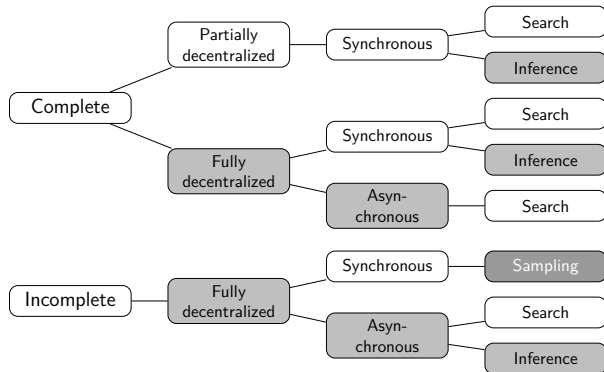 Complete
Partially
decentralized
Synchronous
Search
Inference
Fully
decentralized
Synchronous
Search
Inference
Asyn-
chronous
Search
Incomplete
Fully
decentralized
Synchronous
Sampling
Asyn-
chronous
Search
Inference